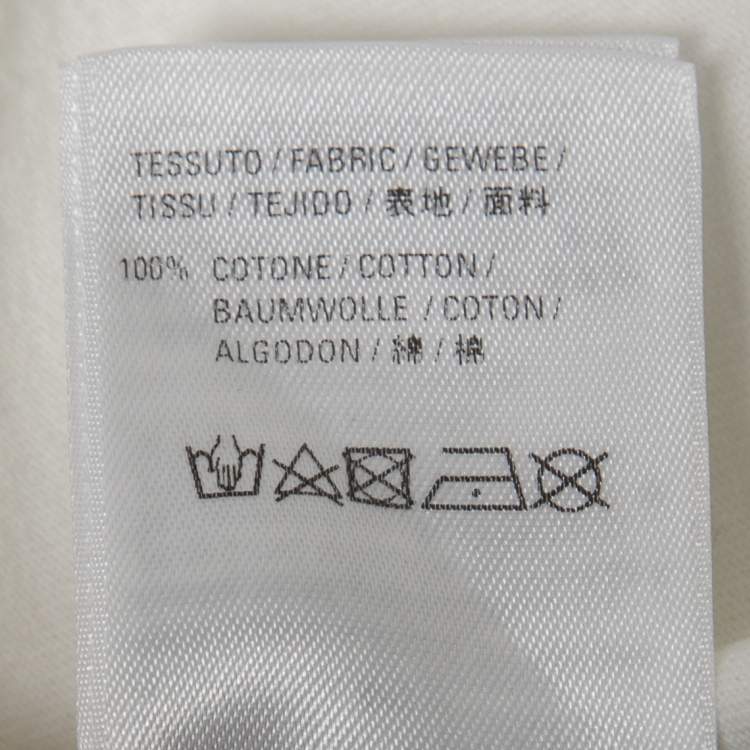 TESSUTO / FABRIC / GEWEBE /
TISSU / TEJIDO / 表地 / 面料
100% COTONE / COTTON /
BAUMWOLLE / COTON /
ALGODON / 綿 / 棉